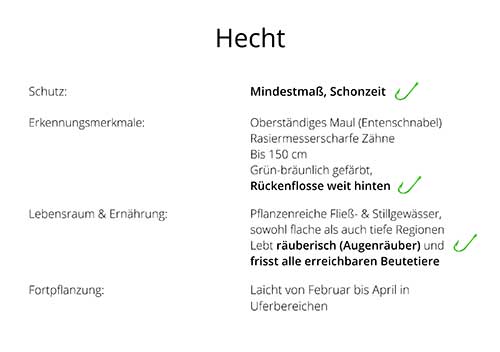 Hecht
Schutz: Mindestmaß, Schonzeit
Erkennungsmerkmale: Oberständiges Maul (Entenschnabel)
Rasiermesserscharfe Zähne
Bis 150 cm
Grün-bräunlich gefärbt,
Rückenflosse weit hinten
Lebensraum & Ernährung: Pflanzenreiche Fließ- & Stillgewässer,
sowohl flache als auch tiefe Regionen
Lebt räuberisch (Augenräuber) und
frisst alle erreichbaren Beutetiere
Fortpflanzung: Laicht von Februar bis April in
Uferbereichen